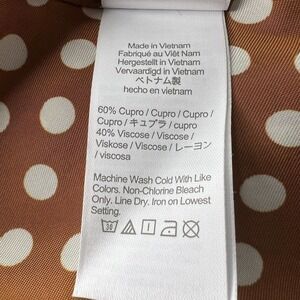 Made in Vietnam
Fabriqué au Viêt Nam
Hergestellt in Vietnam
Vervaardigd in Vietnam
ベトナム製
hecho en vietnam
60% Cupro / Cupro / Cupro /
Cupro / キュプラ / cupro
40% Viscose / Viscose /
Viskose / Viscose / レーヨン
/ viscosa
Machine Wash Cold With Like
Colors. Non-Chlorine Bleach
Only. Line Dry. Iron on Lowest
Setting.
30